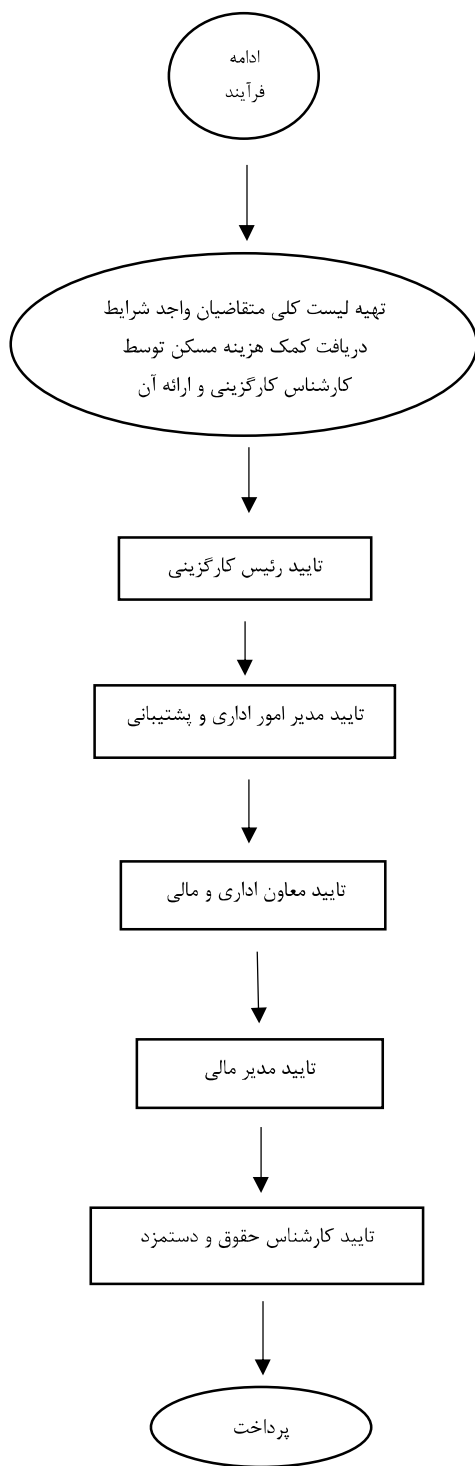 ادامه
فرآیند
تهیه لیست کلی متقاضیان واجد شرایط
دریافت کمک هزینه مسکن توسط
کارشناس کارگزینی و ارائه آن
تایید رئیس کارگزینی
تایید مدیر امور اداری و پشتیبانی
تایید معاون اداری و مالی
تایید مدیر مالی
تایید کارشناس حقوق و دستمزد
پرداخت